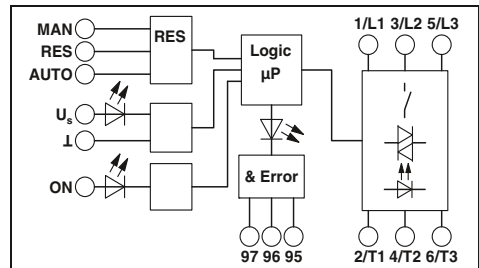 MAN
RES
AUTO
RES
Us
⊥
ON
Logic
µP
& Error
97 96 95
1/L1 3/L2 5/L3
2/T1 4/T2 6/T3